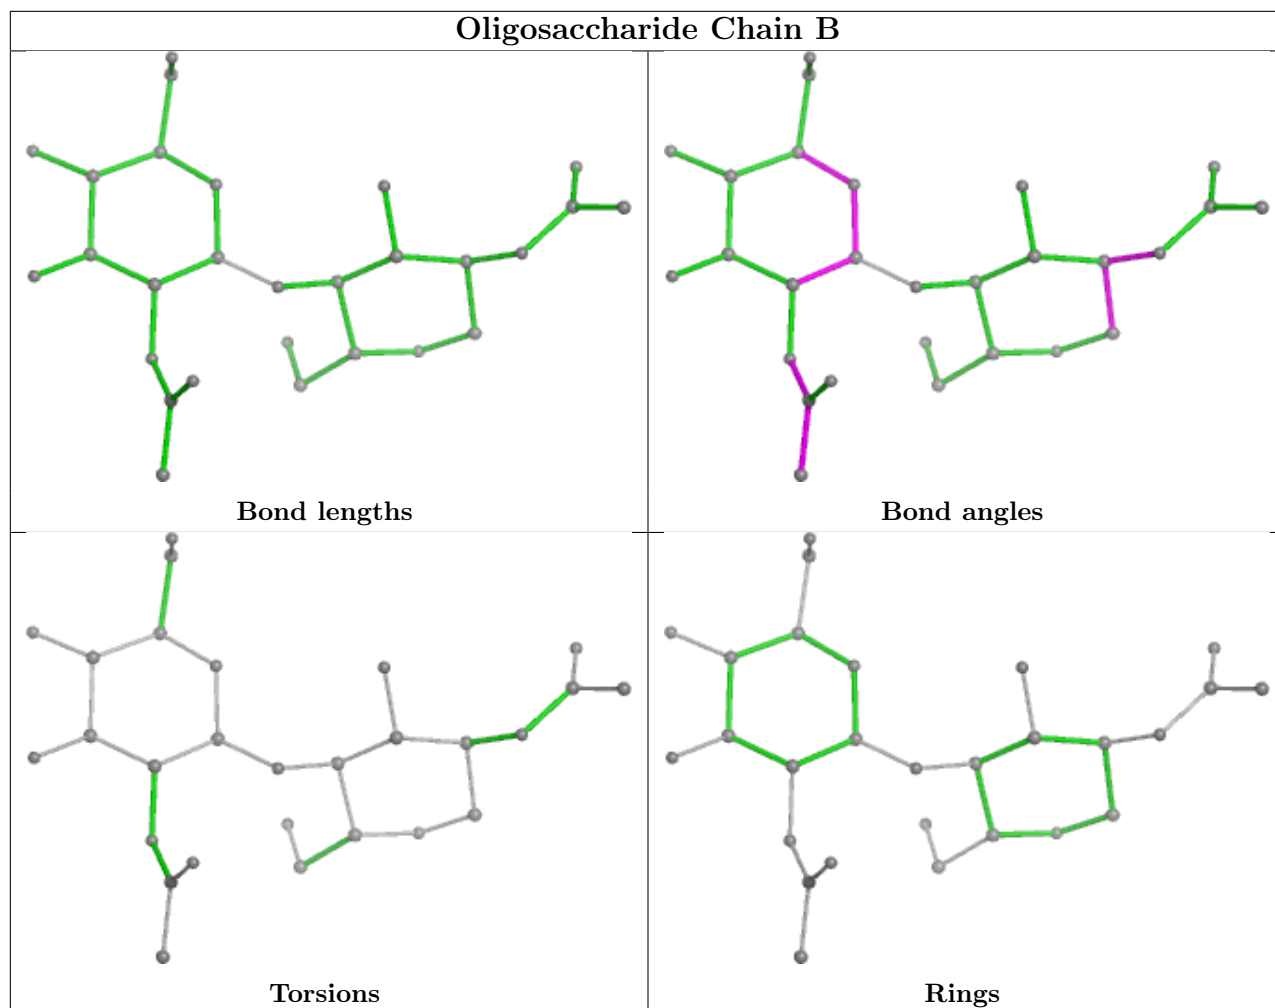 Oligosaccharide Chain B
Bond lengths
Bond angles
Torsions
Rings